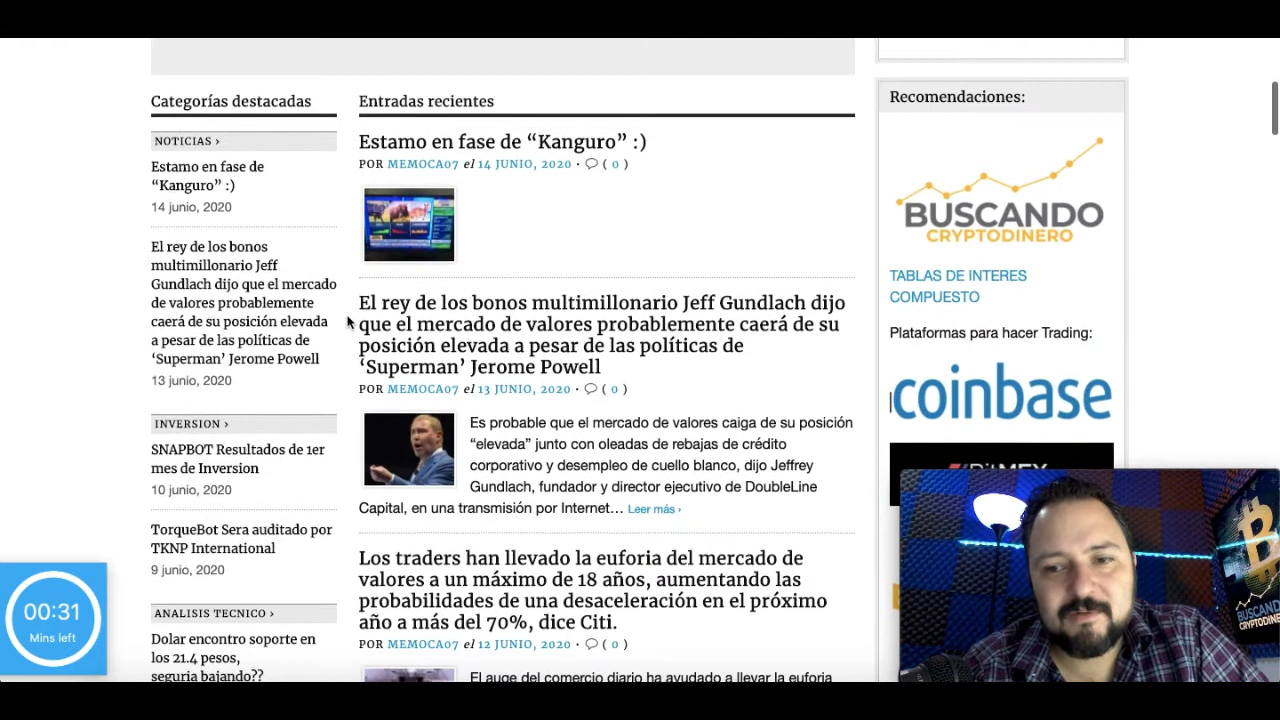 Categorías destacadas
NOTICIAS ›
Estamo en fase de
“Kanguro” :)
14 junio, 2020
El rey de los bonos
multimillonario Jeff
Gundlach dijo que el mercado
de valores probablemente
caerá de su posición elevada
a pesar de las políticas de
‘Superman’ Jerome Powell
13 junio, 2020
INVERSION ›
SNAPBOT Resultados de 1er
mes de Inversion
10 junio, 2020
TorqueBot Sera auditado por
TKNP International
9 junio, 2020
ANALISIS TECNICO ›
Dolar encontro soporte en
los 21.4 pesos,
seguria bajando??
Entradas recientes
Estamo en fase de “Kanguro” :)
POR MEMOCA07 el 14 JUNIO, 2020 · ( 0 )
El rey de los bonos multimillonario Jeff Gundlach dijo
que el mercado de valores probablemente caerá de su
posición elevada a pesar de las políticas de
‘Superman’ Jerome Powell
POR MEMOCA07 el 13 JUNIO, 2020 · ( 0 )
Es probable que el mercado de valores caiga de su posición
“elevada” junto con oleadas de rebajas de crédito
corporativo y desempleo de cuello blanco, dijo Jeffrey
Gundlach, fundador y director ejecutivo de DoubleLine
Capital, en una transmisión por Internet… Leer más ›
Los traders han llevado la euforia del mercado de
valores a un máximo de 18 años, aumentando las
probabilidades de una desaceleración en el próximo
año a más del 70%, dice Citi.
POR MEMOCA07 el 12 JUNIO, 2020 · ( 0 )
El auge del comercio diario ha ayudado a llevar la euforia
Recomendaciones:
BUSCANDO
CRYPTODINERO
TABLAS DE INTERES
COMPUESTO
Plataformas para hacer Trading:
coinbase
BitMEX
BUSCANDO
CRYPTODINERO
00:31
Mins left